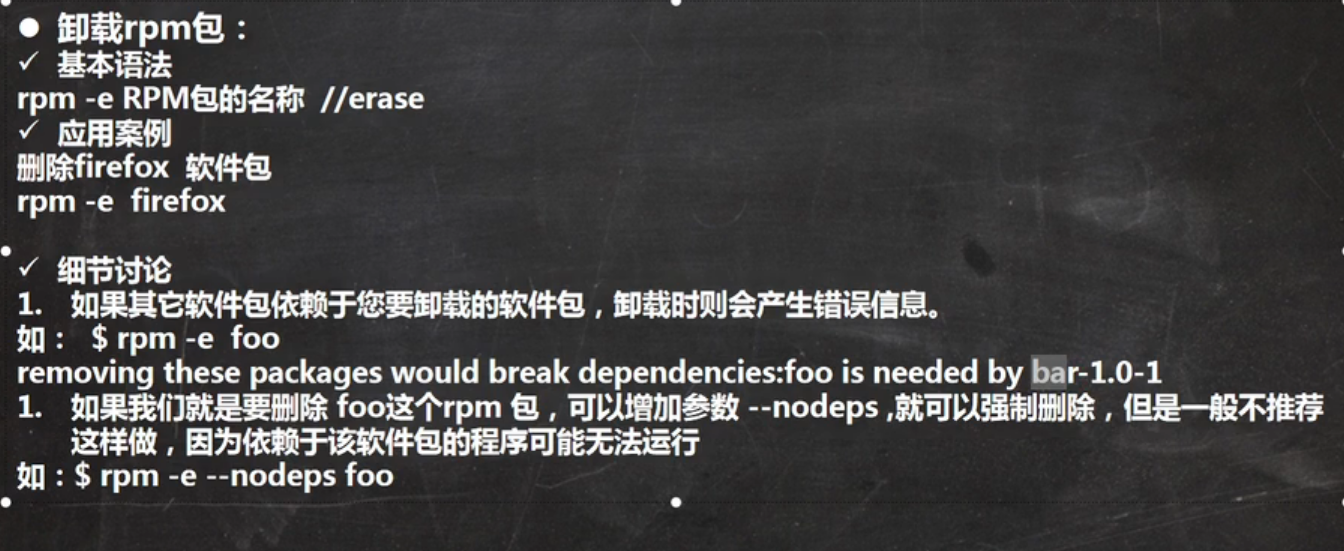 ● 卸载rpm包：
✓ 基本语法
rpm -e RPM包的名称 //erase
✓ 应用案例
删除firefox 软件包
rpm -e firefox
✓ 细节讨论
1. 如果其它软件包依赖于您要卸载的软件包，卸载时则会产生错误信息。
如： $ rpm -e foo
removing these packages would break dependencies:foo is needed by bar-1.0-1
1. 如果我们就是要删除 foo这个rpm 包，可以增加参数 --nodeps ,就可以强制删除，但是一般不推荐
这样做，因为依赖于该软件包的程序可能无法运行
如：$ rpm -e --nodeps foo